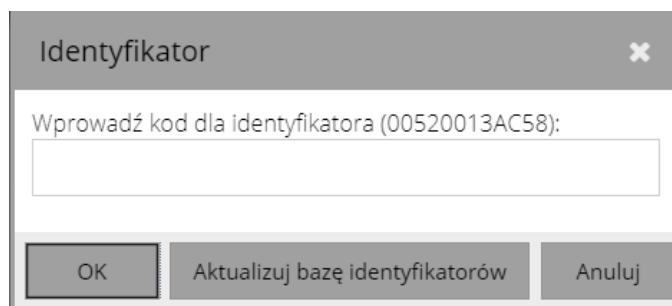 Identyfikator
Wprowadź kod dla identyfikatora (00520013AC58):
OK Aktualizuj bazę identyfikatorów Anuluj